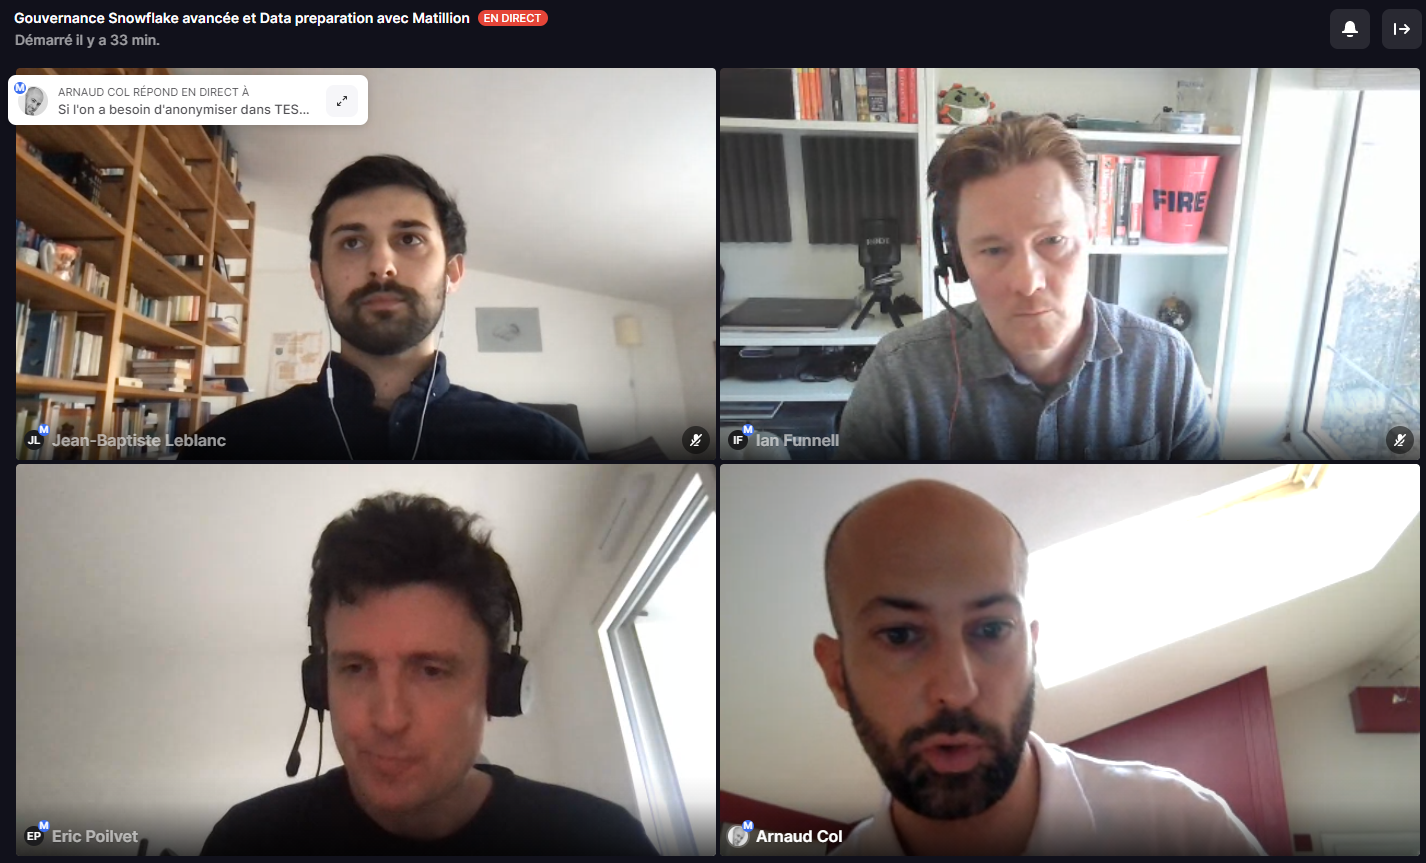 Gouvernance Snowflake avancée et Data preparation avec Matillion EN DIRECT
Démarré il y a 33 min.
M
ARNAUD COL RÉPOND EN DIRECT À
Si l'on a besoin d'anonymiser dans TES...
FIRE
RODE
JL M Jean-Baptiste Leblanc
IF M Ian Funnell
EP M Eric Poilvet
M Arnaud Col